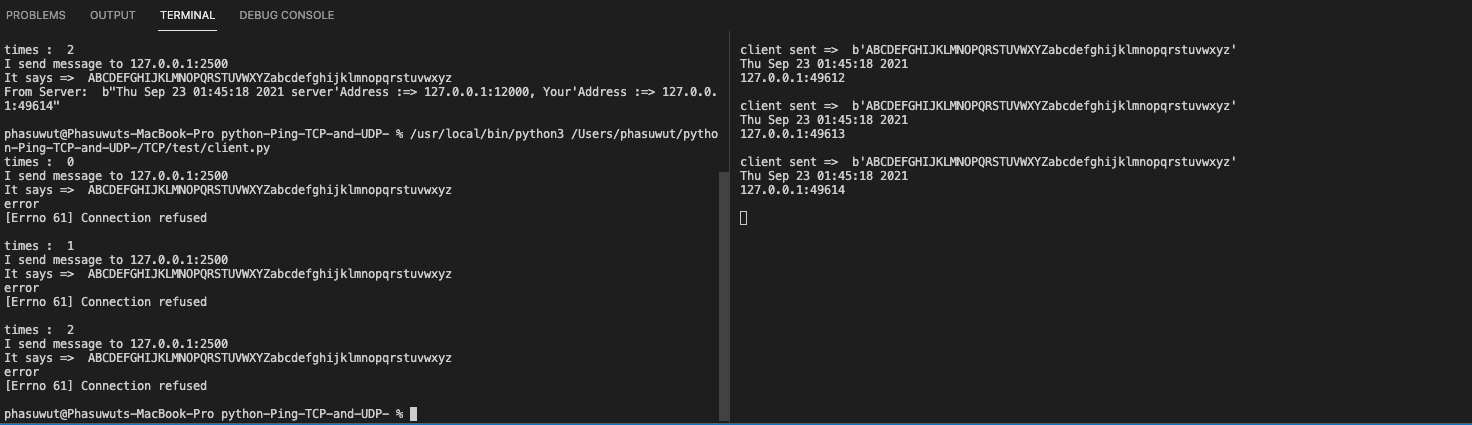 PROBLEMS OUTPUT TERMINAL DEBUG CONSOLE
times :  2
I send message to 127.0.0.1:2500
It says =>  ABCDEFGHIJKLMNOPQRSTUVWXYZabcdefghijklmnopqrstuvwxyz
From Server:  b"Thu Sep 23 01:45:18 2021 server'Address :=> 127.0.0.1:12000, Your'Address :=> 127.0.0.
1:49614"
phasuwut@Phasuwuts-MacBook-Pro python-Ping-TCP-and-UDP- % /usr/local/bin/python3 /Users/phasuwut/pytho
n-Ping-TCP-and-UDP-/TCP/test/client.py
times :  0
I send message to 127.0.0.1:2500
It says =>  ABCDEFGHIJKLMNOPQRSTUVWXYZabcdefghijklmnopqrstuvwxyz
error
[Errno 61] Connection refused
times :  1
I send message to 127.0.0.1:2500
It says =>  ABCDEFGHIJKLMNOPQRSTUVWXYZabcdefghijklmnopqrstuvwxyz
error
[Errno 61] Connection refused
times :  2
I send message to 127.0.0.1:2500
It says =>  ABCDEFGHIJKLMNOPQRSTUVWXYZabcdefghijklmnopqrstuvwxyz
error
[Errno 61] Connection refused
phasuwut@Phasuwuts-MacBook-Pro python-Ping-TCP-and-UDP- %
client sent =>  b'ABCDEFGHIJKLMNOPQRSTUVWXYZabcdefghijklmnopqrstuvwxyz'
Thu Sep 23 01:45:18 2021
127.0.0.1:49612
client sent =>  b'ABCDEFGHIJKLMNOPQRSTUVWXYZabcdefghijklmnopqrstuvwxyz'
Thu Sep 23 01:45:18 2021
127.0.0.1:49613
client sent =>  b'ABCDEFGHIJKLMNOPQRSTUVWXYZabcdefghijklmnopqrstuvwxyz'
Thu Sep 23 01:45:18 2021
127.0.0.1:49614